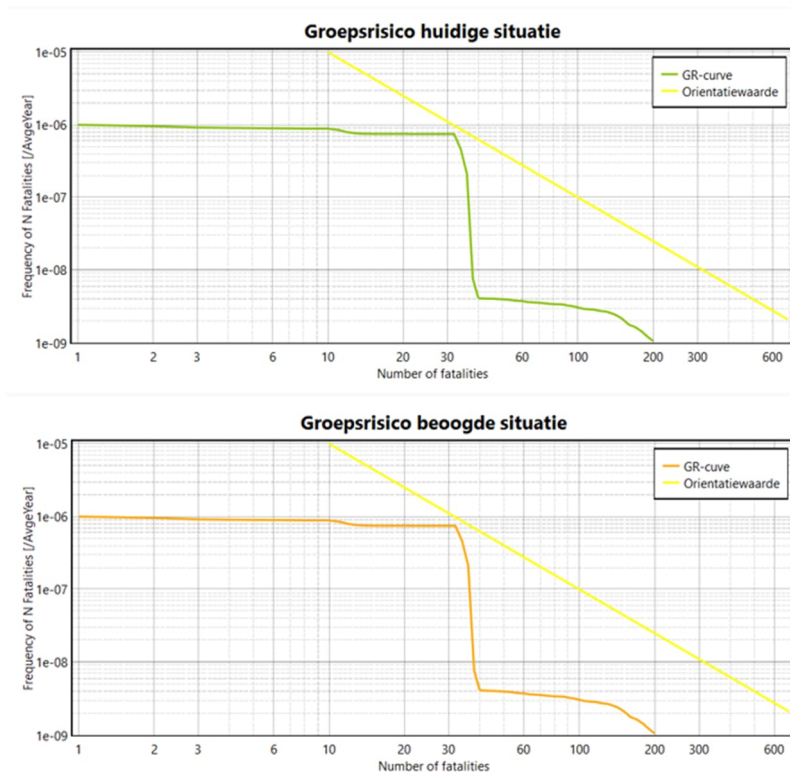 Groepsrisico huidige situatie
1e-05
1e-06
1e-07
1e-08
1e-09
Frequency of N Fatalities [/AvgeYear]
GR-curve
Orientatiewaarde
1 2 3 6 10 20 30 60 100 200 300 600
Number of fatalities
Groepsrisico beoogde situatie
1e-05
1e-06
1e-07
1e-08
1e-09
Frequency of N Fatalities [/AvgeYear]
GR-cuve
Orientatiewaarde
1 2 3 6 10 20 30 60 100 200 300 600
Number of fatalities